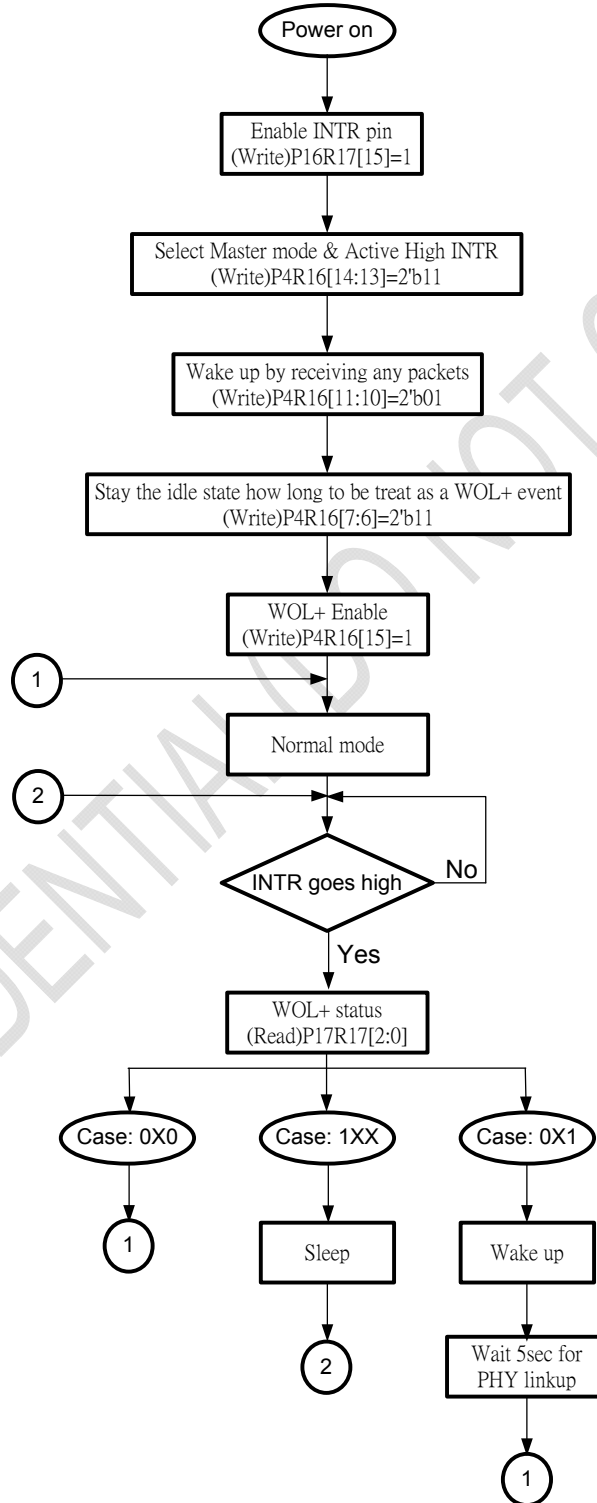 Power on
Enable INTR pin
(Write)P16R17[15]=1
Select Master mode & Active High INTR
(Write)P4R16[14:13]=2'b11
Wake up by receiving any packets
(Write)P4R16[11:10]=2'b01
Stay the idle state how long to be treat as a WOL+ event
(Write)P4R16[7:6]=2'b11
WOL+ Enable
(Write)P4R16[15]=1
1
Normal mode
2
INTR goes high
No
Yes
WOL+ status
(Read)P17R17[2:0]
Case: 0X0
Case: 1XX
Case: 0X1
1
Sleep
Wake up
2
Wait 5sec for
PHY linkup
1